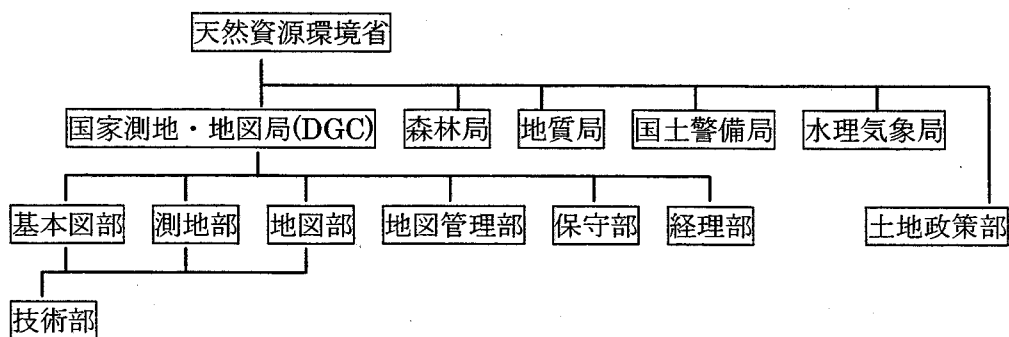 天然資源環境省
国家測地・地図局(DGC)
森林局
地質局
国土警備局
水理気象局
基本図部
測地部
地図部
地図管理部
保守部
経理部
土地政策部
技術部